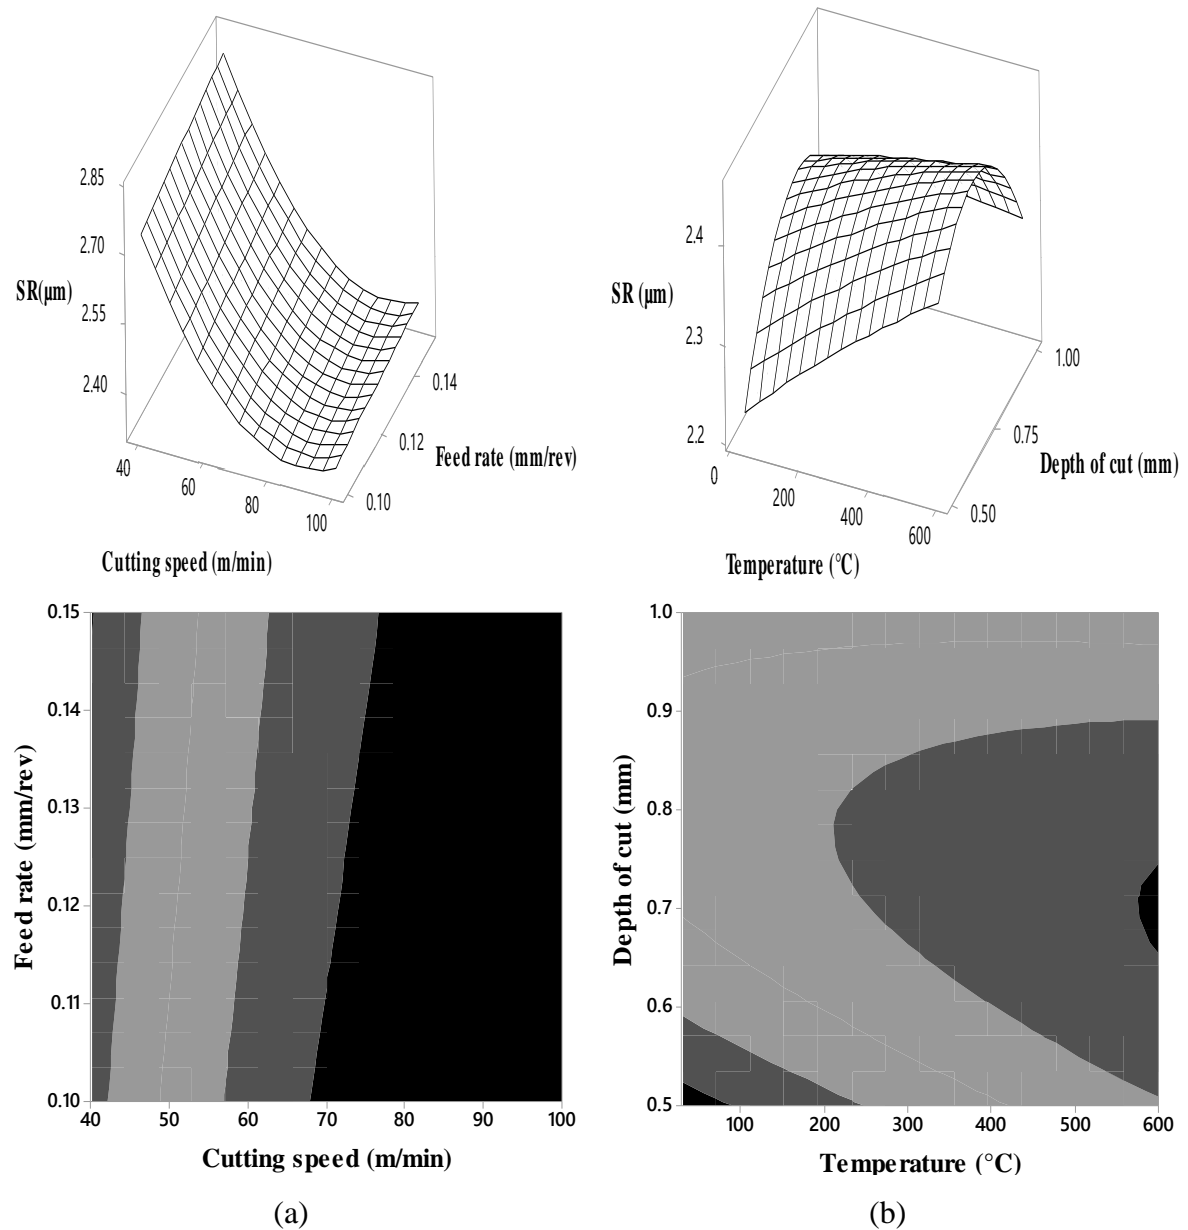 2.85
2.70
SR(µm)
2.55
2.40
40
60
80
100
0.10
0.12
0.14
Feed rate (mm/rev)
Cutting speed (m/min)
2.4
SR (µm)
2.3
2.2
0
200
400
600
0.50
0.75
1.00
Depth of cut (mm)
Temperature (°C)
0.15
0.14
0.13
0.12
0.11
0.10
Feed rate (mm/rev)
40 50 60 70 80 90 100
Cutting speed (m/min)
(a)
1.0
0.9
0.8
0.7
0.6
0.5
Depth of cut (mm)
100 200 300 400 500 600
Temperature (°C)
(b)